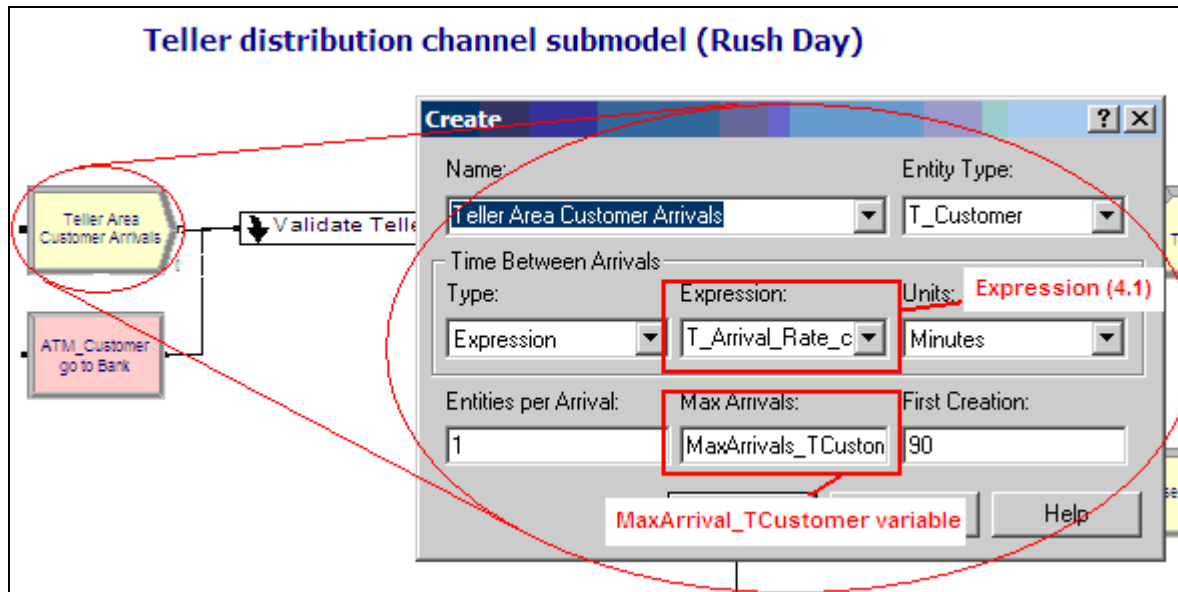 Teller distribution channel submodel (Rush Day)
Create
Name:
Entity Type:
Teller Area Customer Arrivals
T_Customer
Teller Area
Customer Arrivals
Validate Telle
Time Between Arrivals
Type:
Expression:
Units:
Expression (4.1)
Expression
T_Arrival_Rate_c
Minutes
ATM_Customer
go to Bank
Entities per Arrival:
Max Arrivals:
First Creation:
1
MaxArrivals_TCuston
90
MaxArrival_TCustomer variable
Help